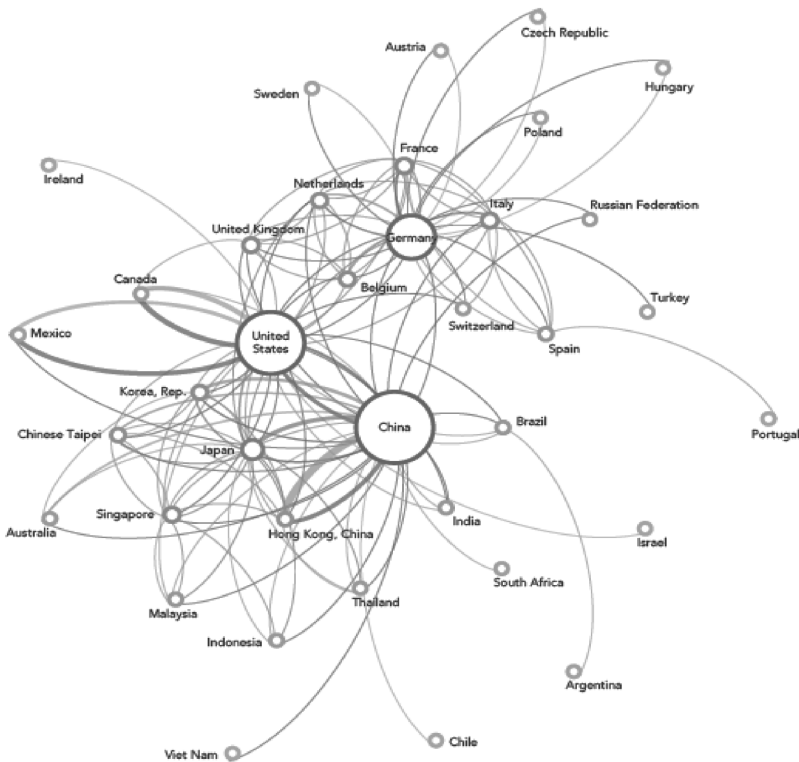 Czech Republic
Austria
Hungary
Sweden
Poland
France
Ireland
Netherlands
Italy
Russian Federation
United Kingdom
Germany
Canada
Belgium
Turkey
Switzerland
Mexico
United
States
Spain
Korea, Rep.
Brazil
China
Chinese Taipei
Portugal
Japan
Singapore
India
Australia
Hong Kong, China
Israel
South Africa
Malaysia
Thailand
Indonesia
Argentina
Chile
Viet Nam